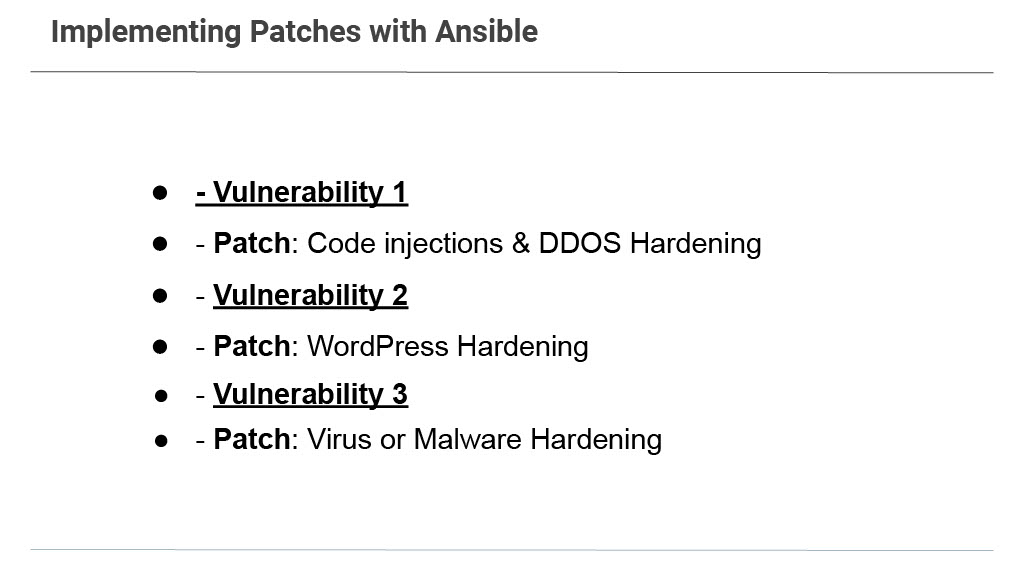 Implementing Patches with Ansible
● - Vulnerability 1
● - Patch: Code injections & DDOS Hardening
● - Vulnerability 2
● - Patch: WordPress Hardening
● - Vulnerability 3
● - Patch: Virus or Malware Hardening